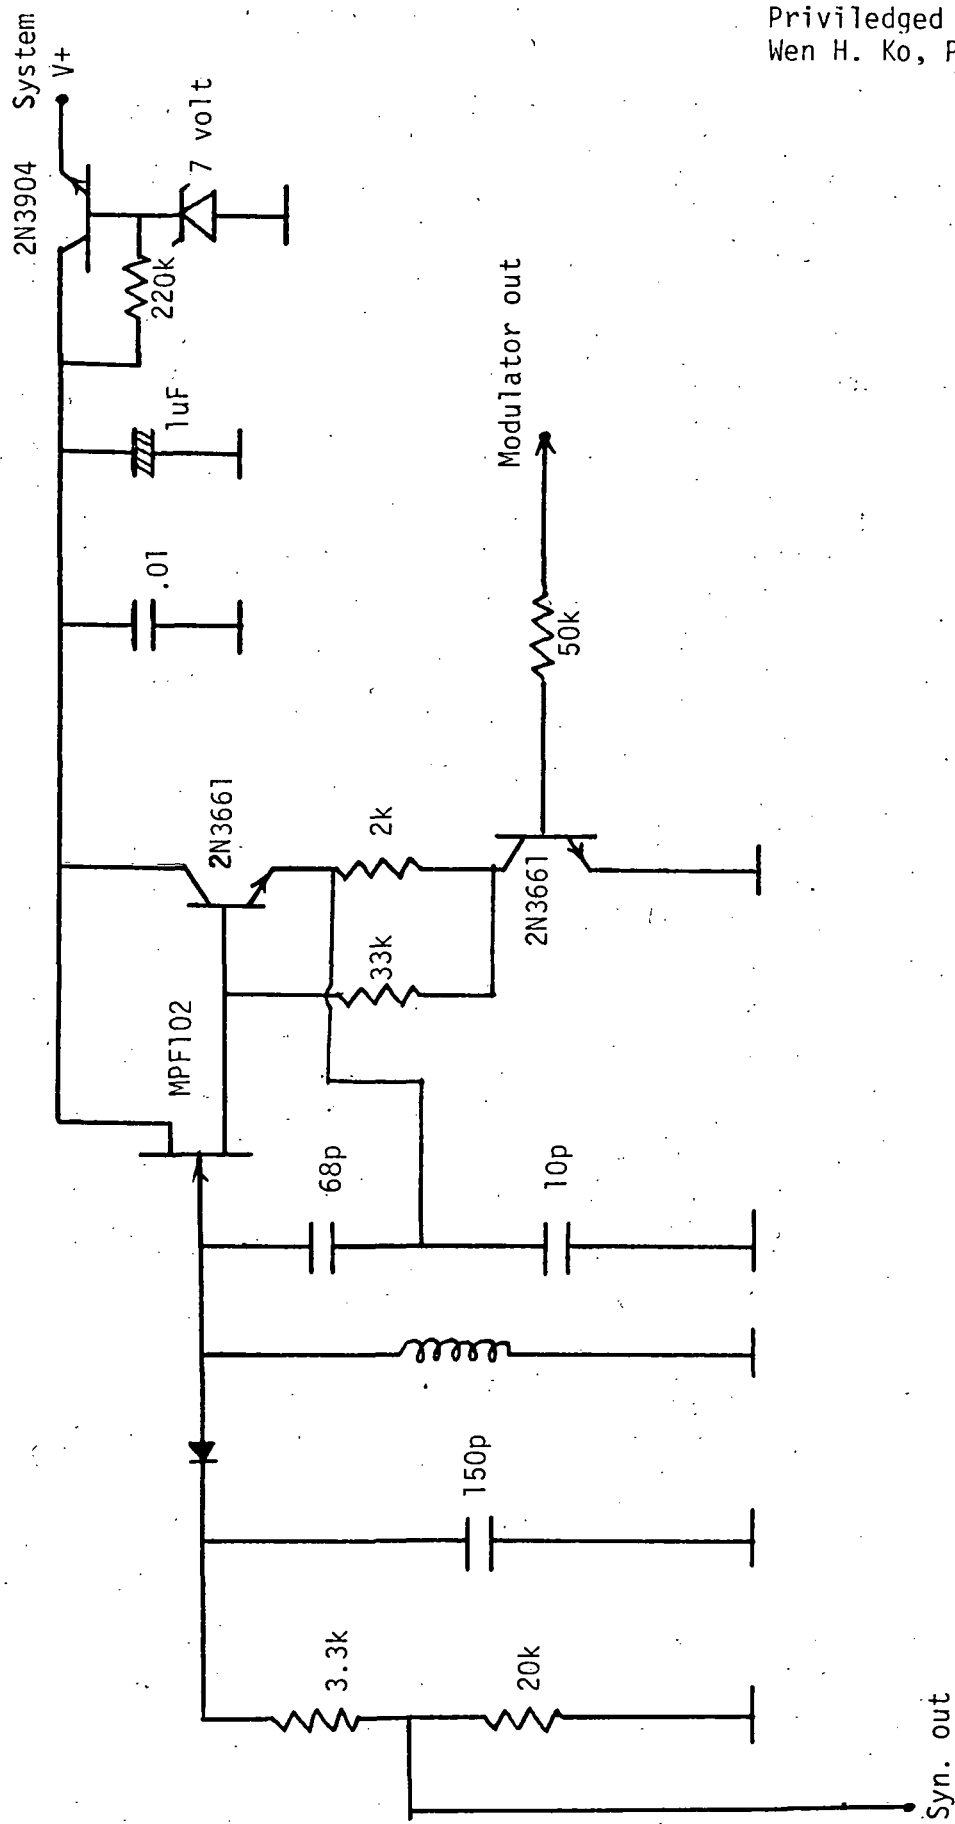 Priviledged
Wen H. Ko, P
System
V+
2N3904
7 volt
220k
1uF
.01
Modulator out
50k
2N3661
2k
33k
2N3661
MPF102
68p
10p
150p
3.3k
20k
Syn. out